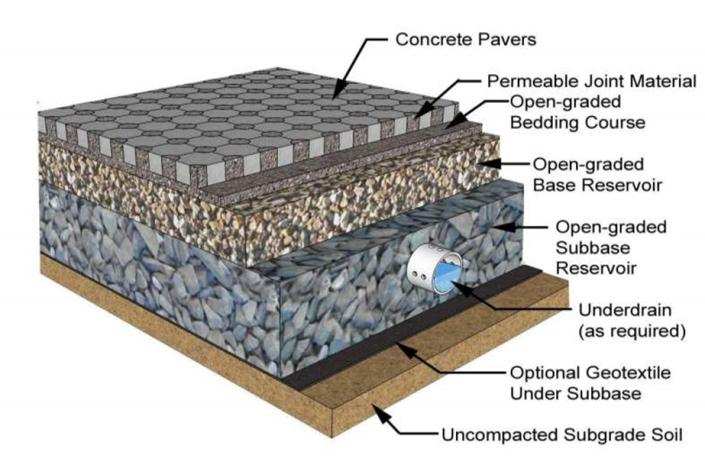 Concrete Pavers
Permeable Joint Material
Open-graded
Bedding Course
Open-graded
Base Reservoir
Open-graded
Subbase
Reservoir
Underdrain
(as required)
Optional Geotextile
Under Subbase
Uncompacted Subgrade Soil